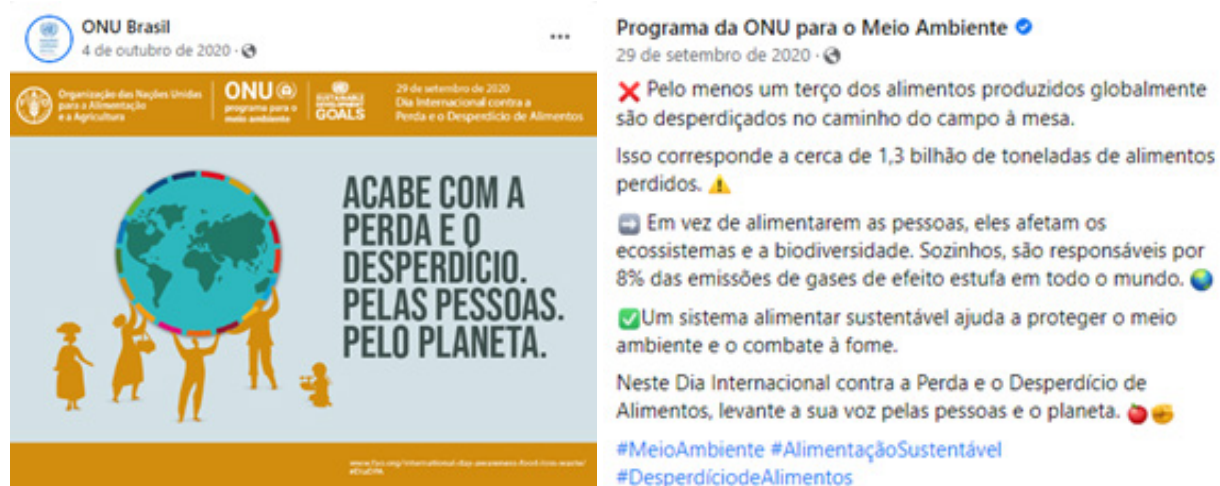 ONU Brasil
4 de outubro de 2020
Organização das Nações Unidas
para a Alimentação
e a Agricultura
ONU
programa para o
meio ambiente
SUSTAINABLE
DEVELOPMENT
GOALS
29 de setembro de 2020
Dia Internacional contra a
Perda e o Desperdício de Alimentos
ACABE COM A
PERDA E O
DESPERDÍCIO.
PELAS PESSOAS.
PELO PLANETA.
Programa da ONU para o Meio Ambiente
29 de setembro de 2020
Pelo menos um terço dos alimentos produzidos globalmente
são desperdiçados no caminho do campo à mesa.
Isso corresponde a cerca de 1,3 bilhão de toneladas de alimentos
perdidos.
Em vez de alimentarem as pessoas, eles afetam os
ecossistemas e a biodiversidade. Sozinhos, são responsáveis por
8% das emissões de gases de efeito estufa em todo o mundo.
Um sistema alimentar sustentável ajuda a proteger o meio
ambiente e o combate à fome.
Neste Dia Internacional contra a Perda e o Desperdício de
Alimentos, levante a sua voz pelas pessoas e o planeta.
#MeioAmbiente #AlimentaçãoSustentável
#DesperdíciodeAlimentos